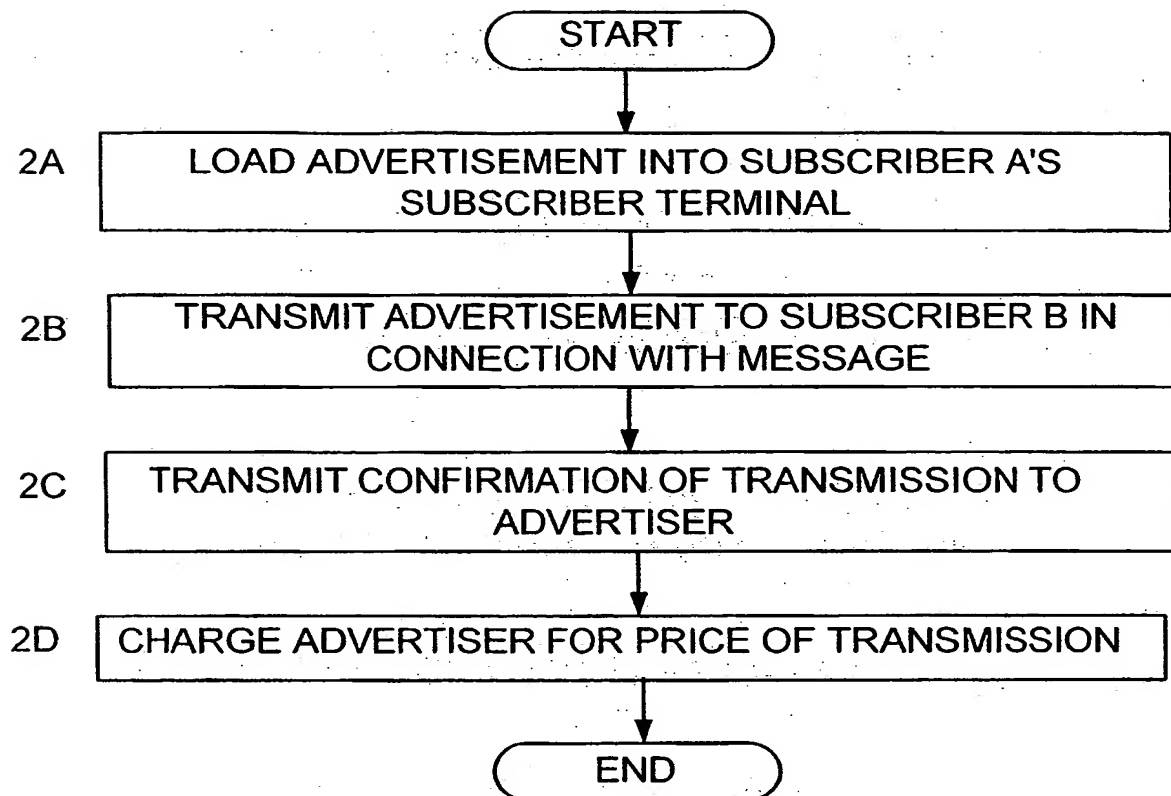 START
2A
LOAD ADVERTISEMENT INTO SUBSCRIBER A'S
SUBSCRIBER TERMINAL
2B
TRANSMIT ADVERTISEMENT TO SUBSCRIBER B IN
CONNECTION WITH MESSAGE
2C
TRANSMIT CONFIRMATION OF TRANSMISSION TO
ADVERTISER
2D
CHARGE ADVERTISER FOR PRICE OF TRANSMISSION
END